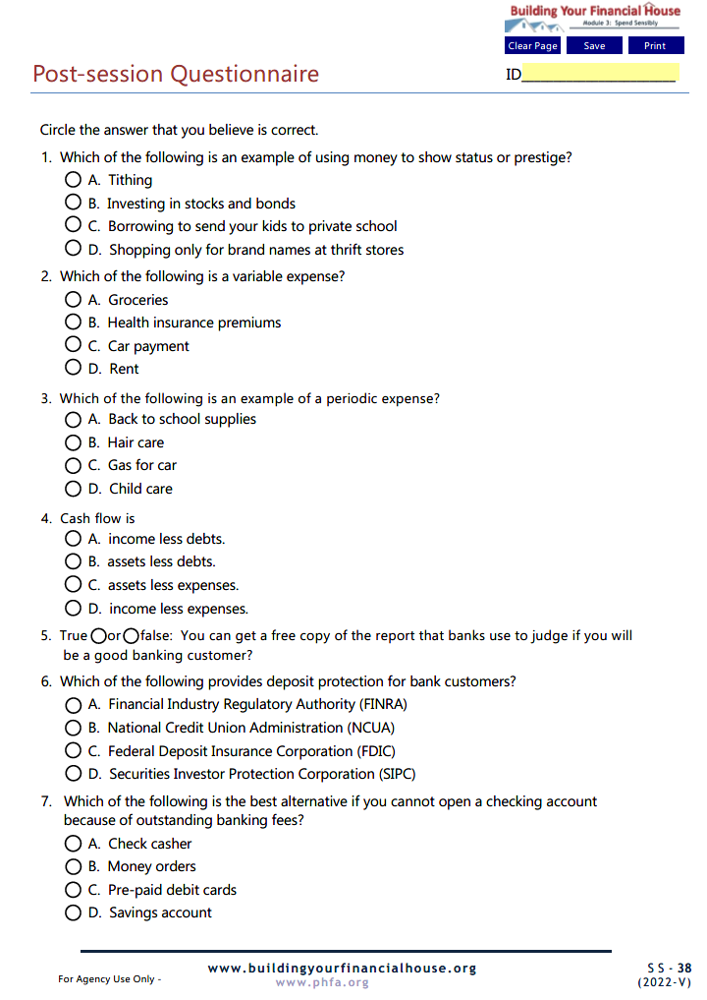 Building Your Financial House
Module 3: Spend Sensibly
Clear Page Save Print
Post-session Questionnaire
ID
Circle the answer that you believe is correct.
1. Which of the following is an example of using money to show status or prestige?
A. Tithing
B. Investing in stocks and bonds
C. Borrowing to send your kids to private school
D. Shopping only for brand names at thrift stores
2. Which of the following is a variable expense?
A. Groceries
B. Health insurance premiums
C. Car payment
D. Rent
3. Which of the following is an example of a periodic expense?
A. Back to school supplies
B. Hair care
C. Gas for car
D. Child care
4. Cash flow is
A. income less debts.
B. assets less debts.
C. assets less expenses.
D. income less expenses.
5. True or false: You can get a free copy of the report that banks use to judge if you will
be a good banking customer?
6. Which of the following provides deposit protection for bank customers?
A. Financial Industry Regulatory Authority (FINRA)
B. National Credit Union Administration (NCUA)
C. Federal Deposit Insurance Corporation (FDIC)
D. Securities Investor Protection Corporation (SIPC)
7. Which of the following is the best alternative if you cannot open a checking account
because of outstanding banking fees?
A. Check casher
B. Money orders
C. Pre-paid debit cards
D. Savings account
For Agency Use Only -
www.buildingyourfinancialhouse.org
www.phfa.org
SS - 38
(2022-V)